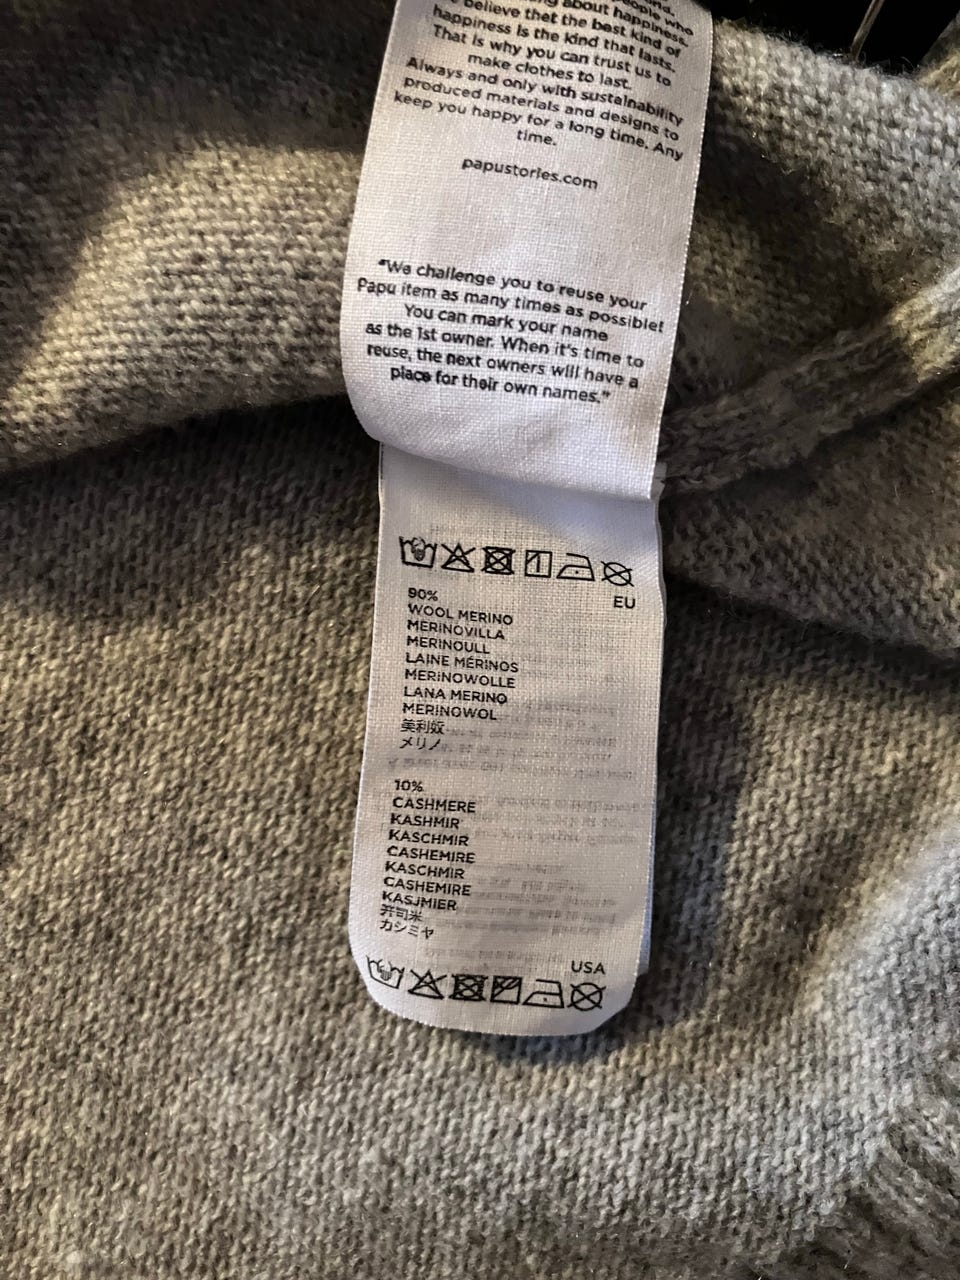 people who
about happiness.
believe that the best kind of
happiness is the kind that lasts.
That is why you can trust us to
make clothes to last.
Always and only with sustainability
produced materials and designs to
keep you happy for a long time. Any
time.
papustories.com
"We challenge you to reuse your
Papu item as many times as possible!
You can mark your name
as the 1st owner. When it's time to
reuse, the next owners will have a
place for their own names."
EU
90%
WOOL MERINO
MERINOVILLA
MERINOULL
LAINE MÉRINOS
MERINOWOLLE
LANA MERINO
MERINOWOL
美利奴
メリノ
10%
CASHMERE
KASHMIR
KASCHMIR
CASHEMIRE
KASCHMIR
CASHEMIRE
KASJMIER
开司米
カシミヤ
USA